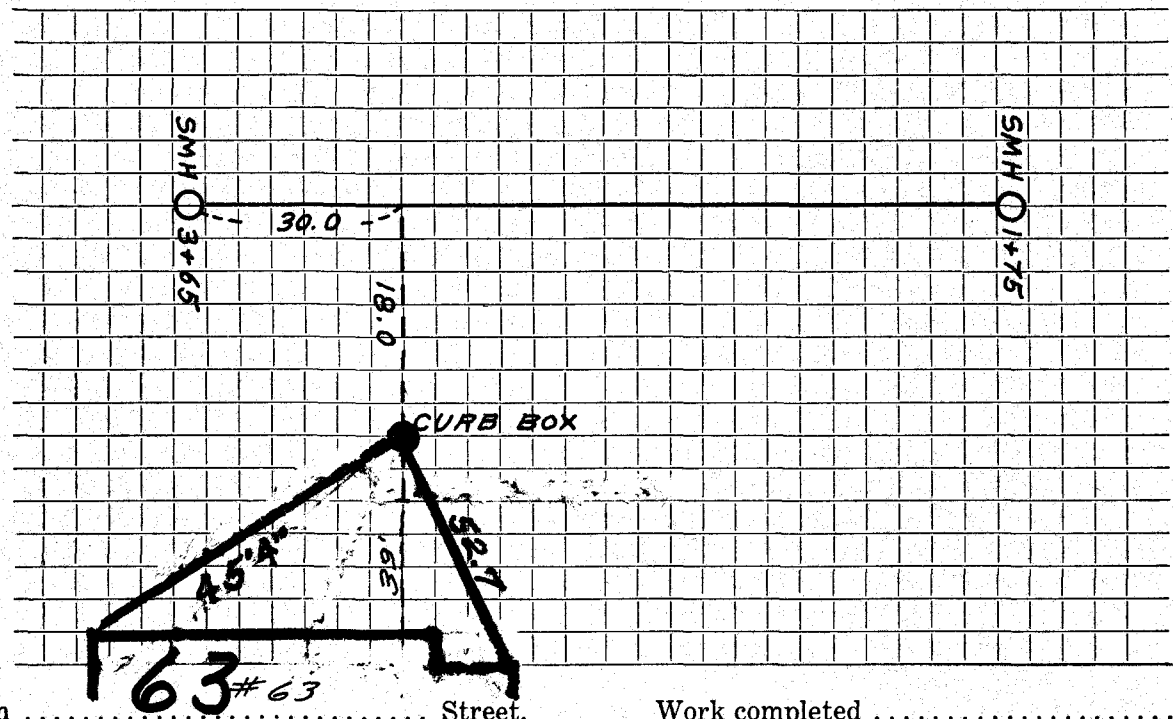 SMH 3+65
SMH 1+75
30.0
18.0
CURB BOX
45'4"
39.
52.7
63
#63
Street. Work completed